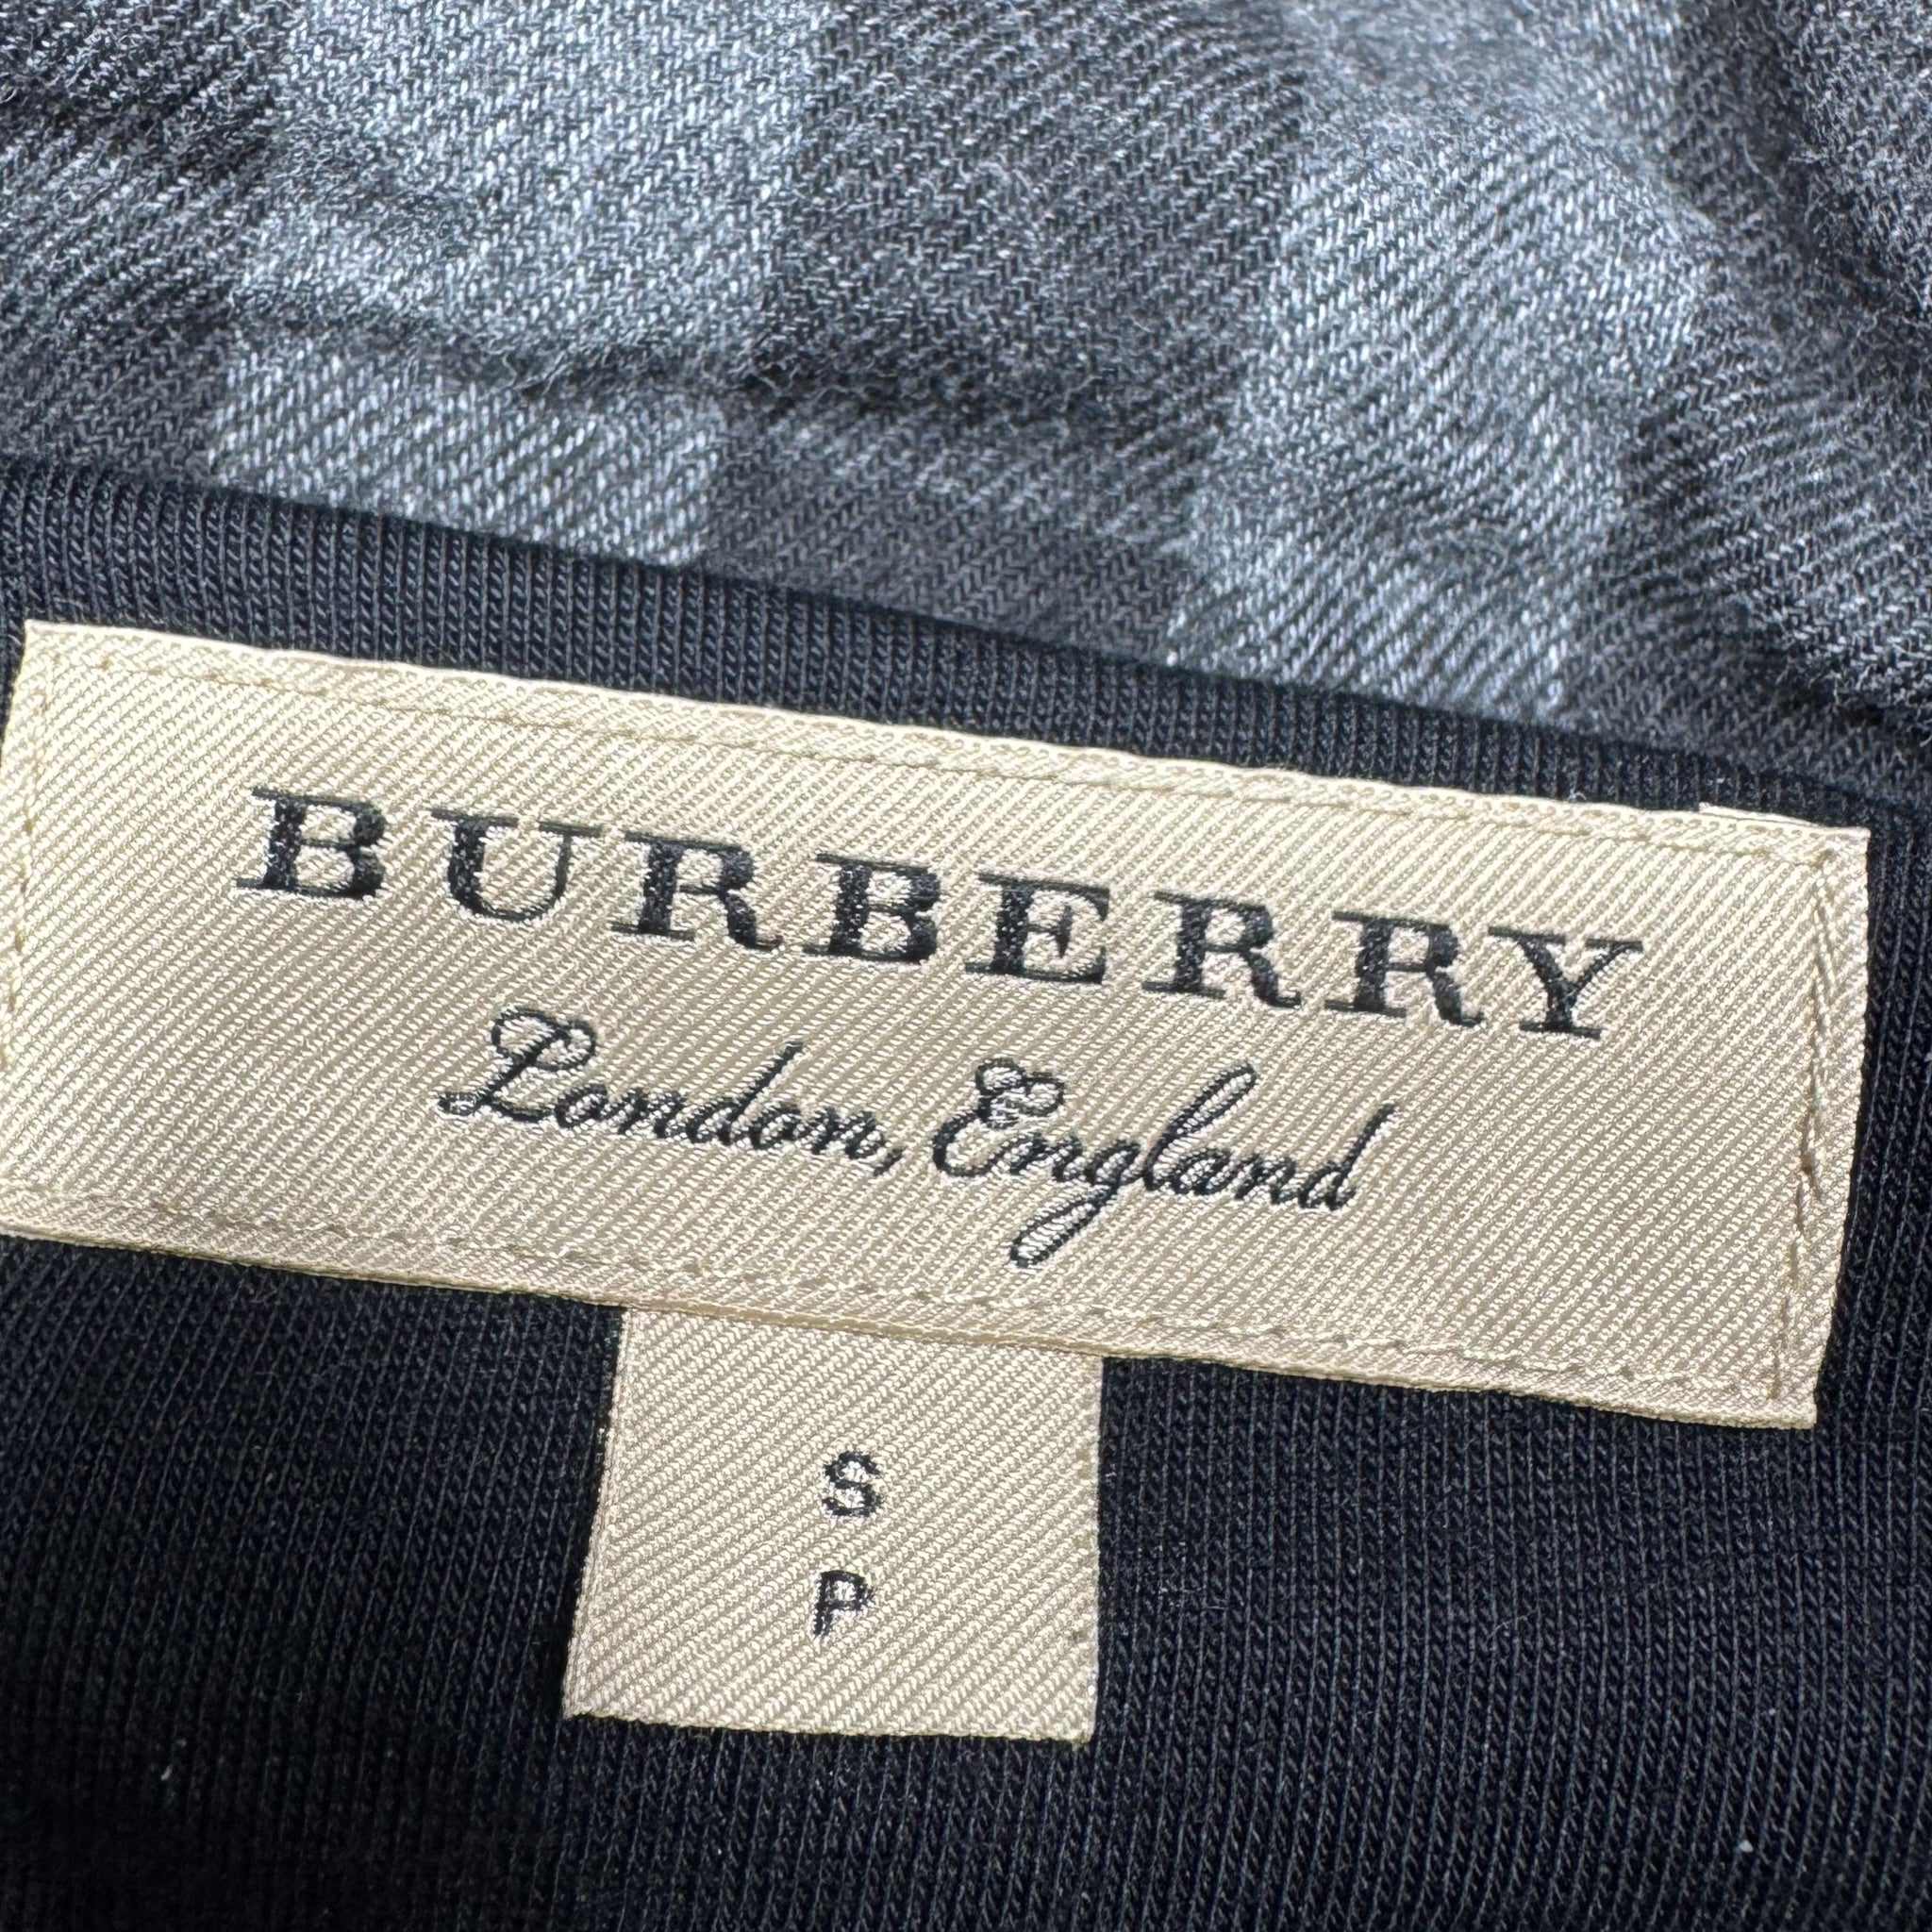 BURBERRY
London, England
S
P